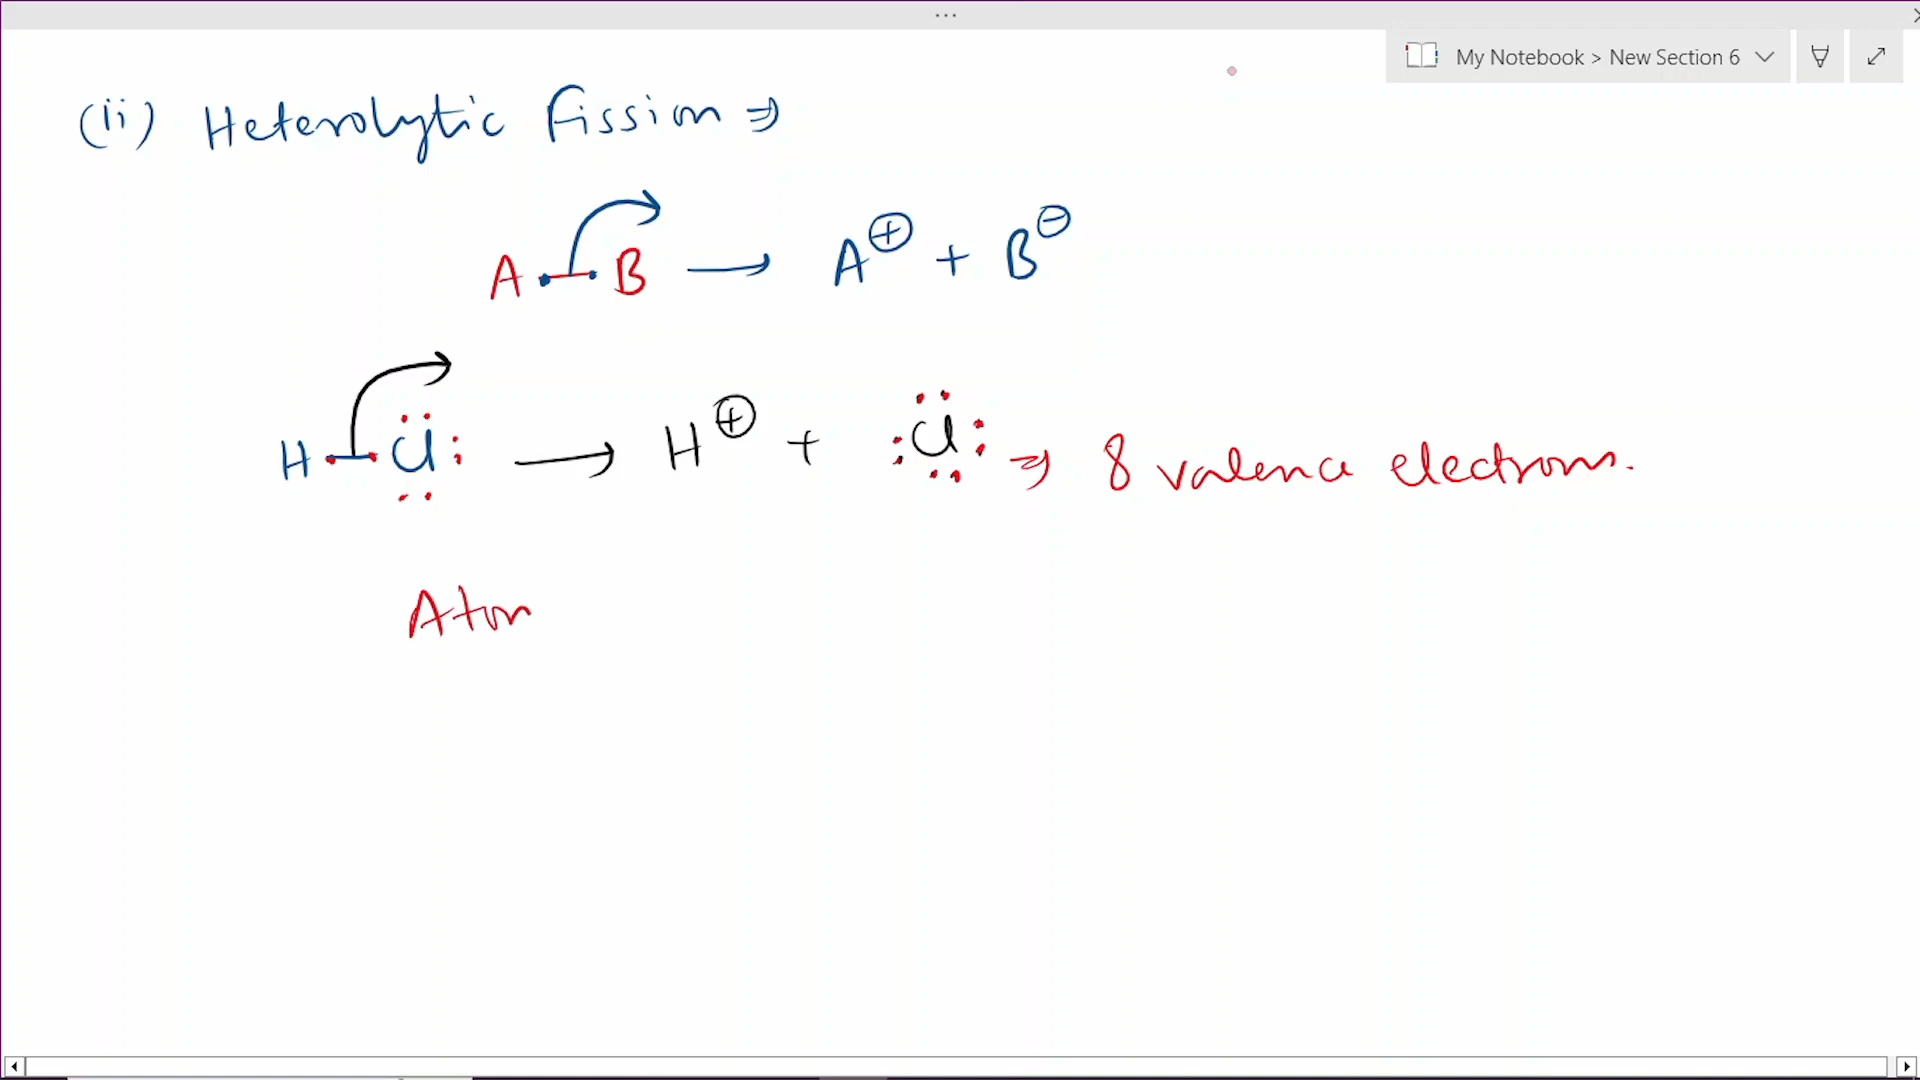 ...
My Notebook > New Section 6
(ii) Heterolytic Fission ⇒
A — B → A⊕ + B⊖
H — Cl → H⊕ + Cl ⇒ 8 valence electrons.
Atom